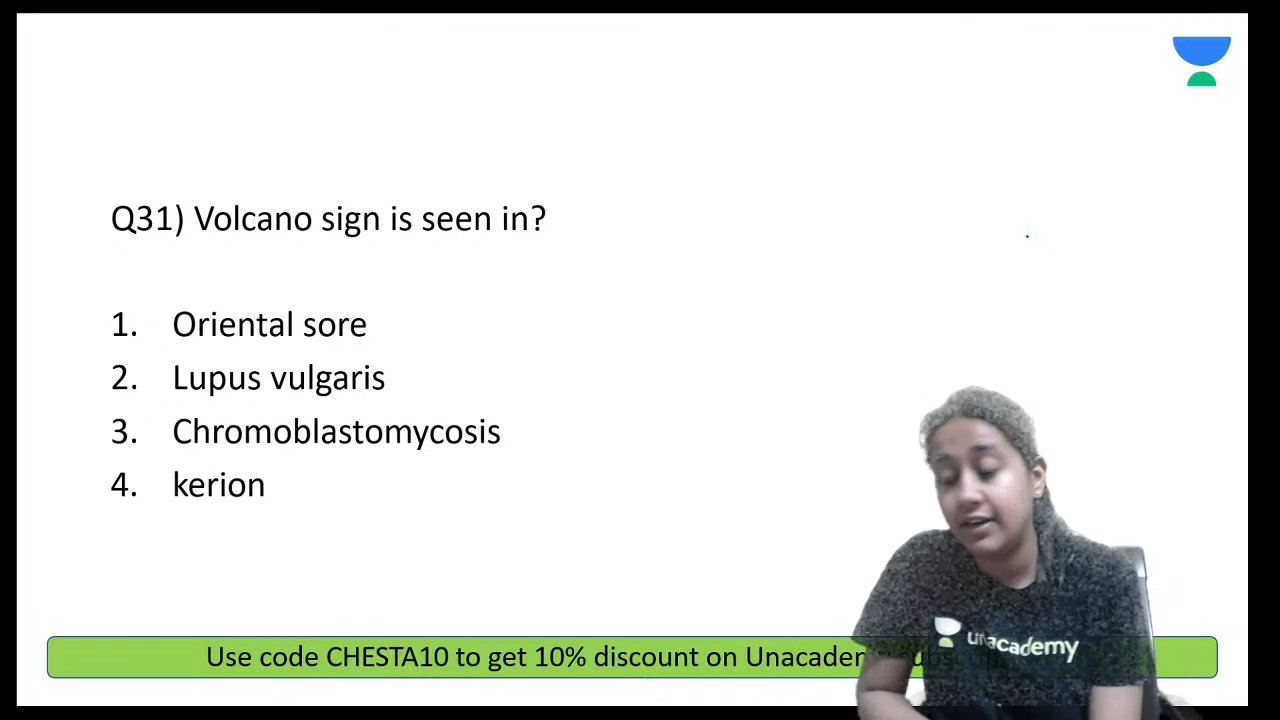 Q31) Volcano sign is seen in?
1. Oriental sore
2. Lupus vulgaris
3. Chromoblastomycosis
4. kerion
Use code CHESTA10 to get 10% discount on Unacademy
unacademy